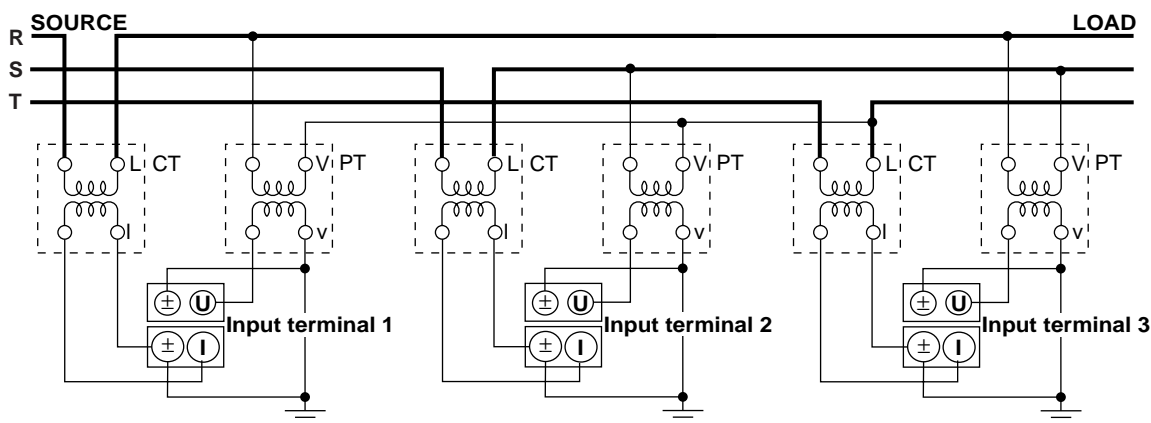 SOURCE LOAD
R
S
T
L CT V PT L CT V PT L CT V PT
l v l v l v
± U ± U ± U
Input terminal 1 Input terminal 2 Input terminal 3
± I ± I ± I